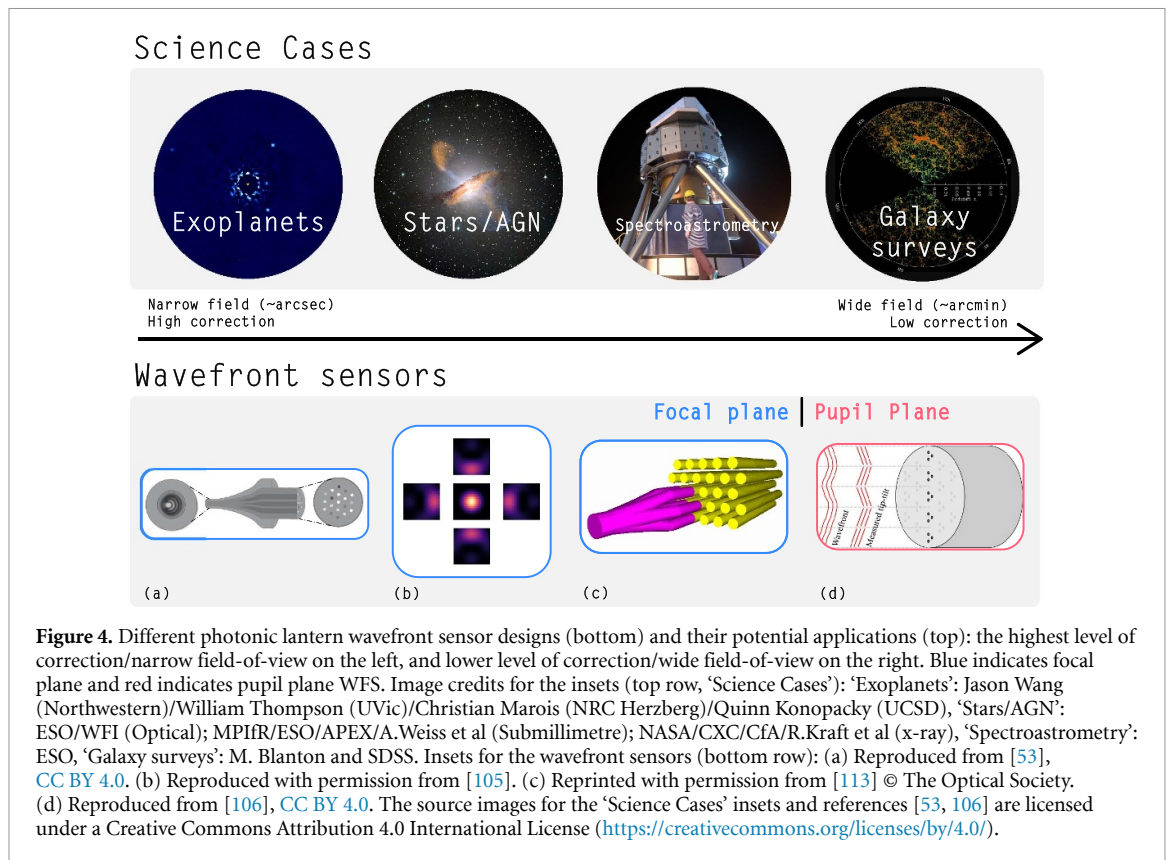 Science Cases
Exoplanets
Stars/AGN
Spectroastrometry
Galaxy
surveys
Narrow field (~arcsec)
High correction
Wide field (~arcmin)
Low correction
Wavefront sensors
Focal plane
Pupil Plane
Wavefront
Measured tip-tilt
(a)
(b)
(c)
(d)
Figure 4. Different photonic lantern wavefront sensor designs (bottom) and their potential applications (top): the highest level of
correction/narrow field-of-view on the left, and lower level of correction/wide field-of-view on the right. Blue indicates focal
plane and red indicates pupil plane WFS. Image credits for the insets (top row, ‘Science Cases’): ‘Exoplanets’: Jason Wang
(Northwestern)/William Thompson (UVic)/Christian Marois (NRC Herzberg)/Quinn Konopacky (UCSD), ‘Stars/AGN’:
ESO/WFI (Optical); MPIfR/ESO/APEX/A.Weiss et al (Submillimetre); NASA/CXC/CfA/R.Kraft et al (x-ray), ‘Spectroastrometry’:
ESO, ‘Galaxy surveys’: M. Blanton and SDSS. Insets for the wavefront sensors (bottom row): (a) Reproduced from [53],
CC BY 4.0. (b) Reproduced with permission from [105]. (c) Reprinted with permission from [113] © The Optical Society.
(d) Reproduced from [106], CC BY 4.0. The source images for the ‘Science Cases’ insets and references [53, 106] are licensed
under a Creative Commons Attribution 4.0 International License (https://creativecommons.org/licenses/by/4.0/).